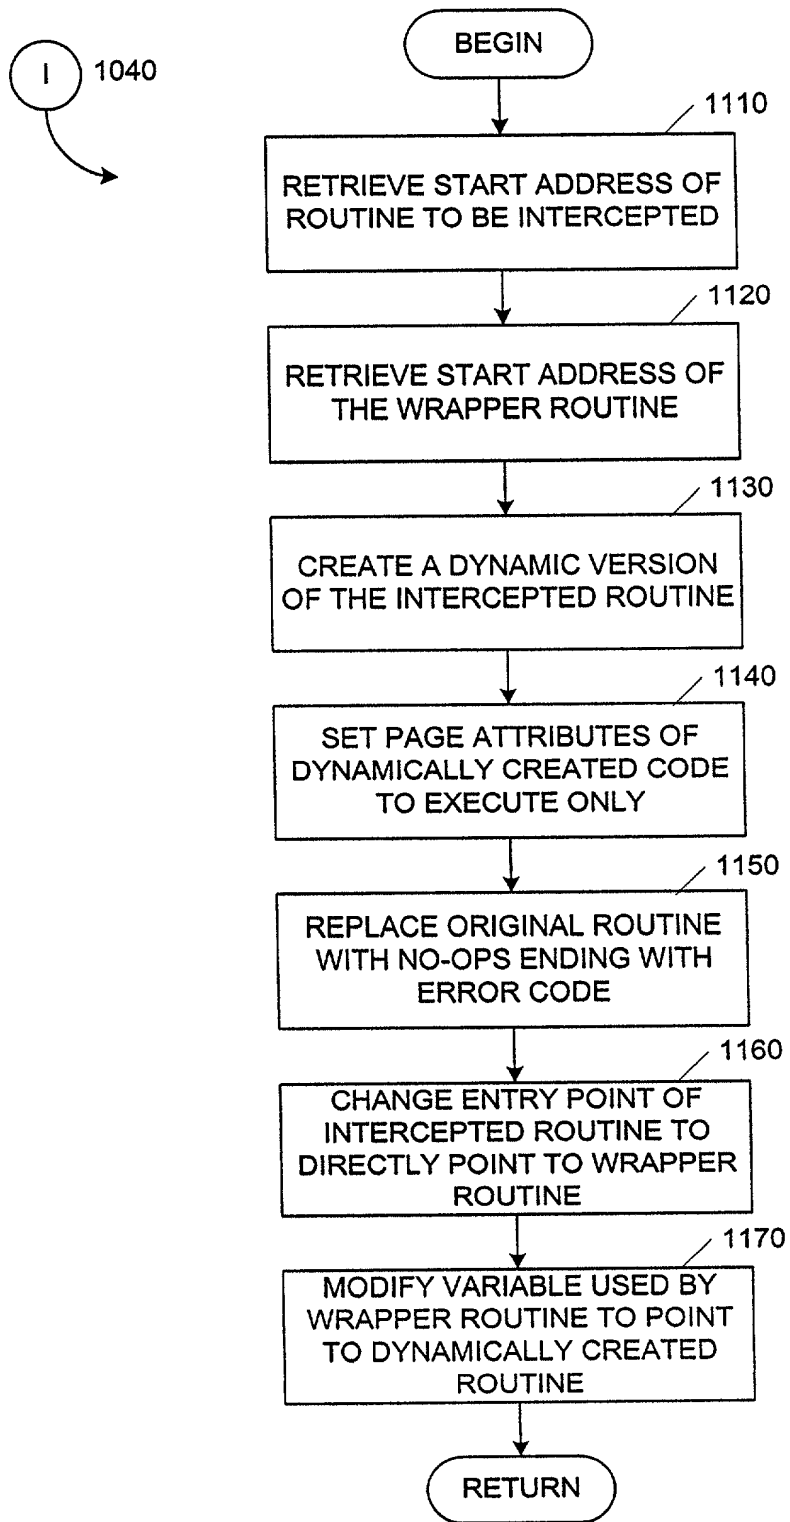 I 1040
BEGIN
1110
RETRIEVE START ADDRESS OF
ROUTINE TO BE INTERCEPTED
1120
RETRIEVE START ADDRESS OF
THE WRAPPER ROUTINE
1130
CREATE A DYNAMIC VERSION
OF THE INTERCEPTED ROUTINE
1140
SET PAGE ATTRIBUTES OF
DYNAMICALLY CREATED CODE
TO EXECUTE ONLY
1150
REPLACE ORIGINAL ROUTINE
WITH NO-OPS ENDING WITH
ERROR CODE
1160
CHANGE ENTRY POINT OF
INTERCEPTED ROUTINE TO
DIRECTLY POINT TO WRAPPER
ROUTINE
1170
MODIFY VARIABLE USED BY
WRAPPER ROUTINE TO POINT
TO DYNAMICALLY CREATED
ROUTINE
RETURN